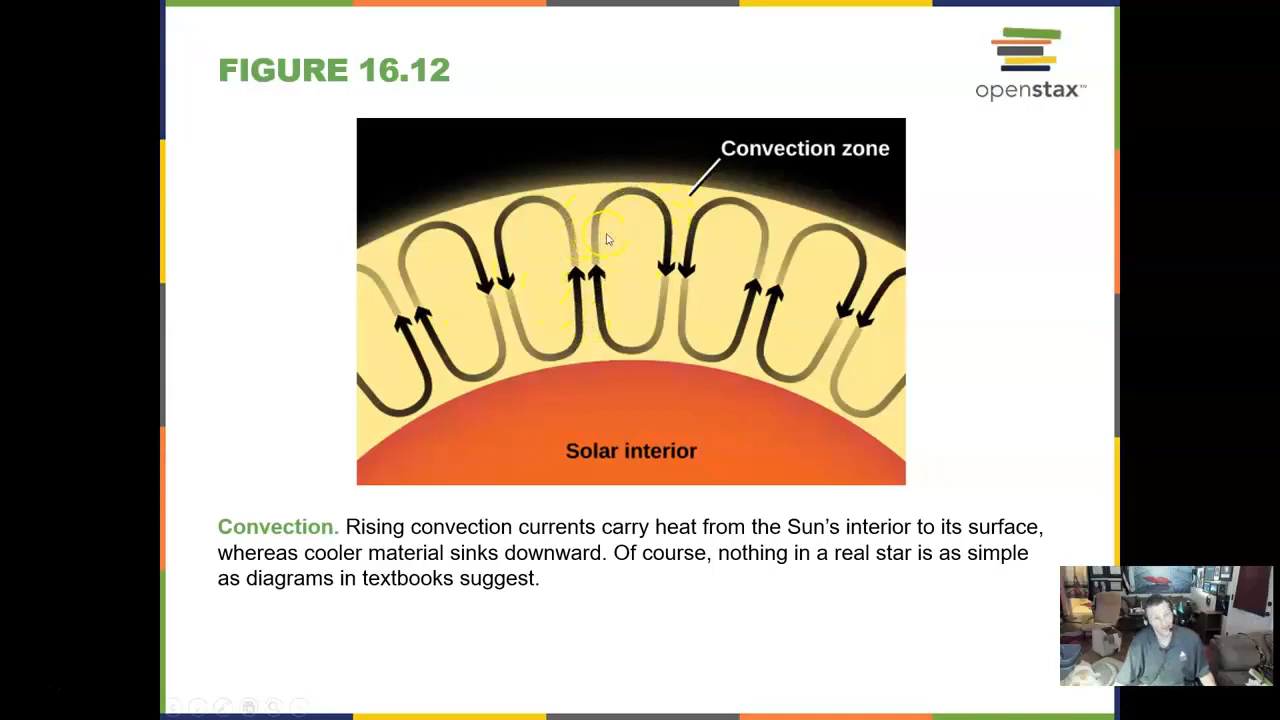 FIGURE 16.12
openstax™
Convection zone
Solar interior
Convection. Rising convection currents carry heat from the Sun’s interior to its surface,
whereas cooler material sinks downward. Of course, nothing in a real star is as simple
as diagrams in textbooks suggest.